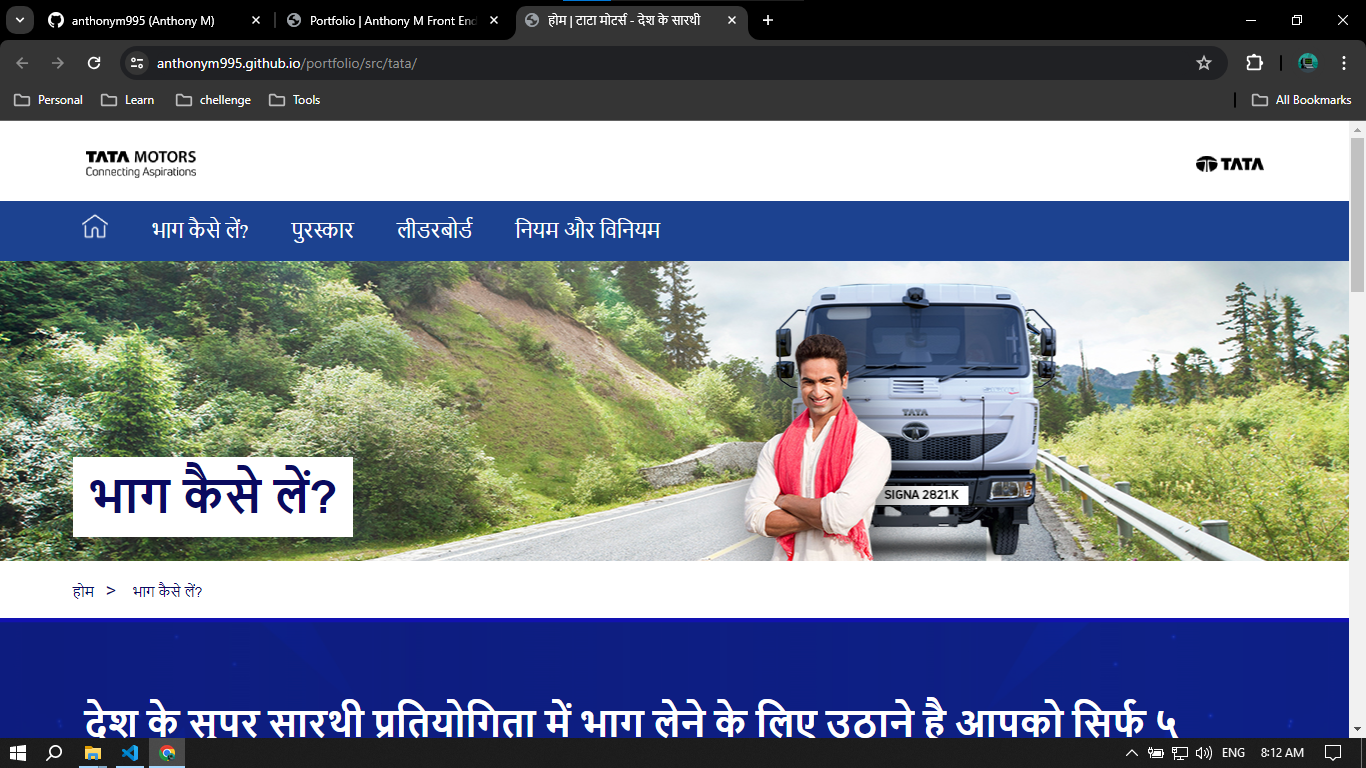 anthonym995 (Anthony M)
Portfolio | Anthony M Front End
होम | टाटा मोटर्स - देश के सारथी
anthonym995.github.io/portfolio/src/tata/
Personal
Learn
chellenge
Tools
All Bookmarks
TATA MOTORS
Connecting Aspirations
TATA
भाग कैसे लें?
पुरस्कार
लीडरबोर्ड
नियम और विनियम
TATA
SIGNA 2821.K
भाग कैसे लें?
होम > भाग कैसे लें?
देश के सुपर सारथी प्रतियोगिता में भाग लेने के लिए उठाने है आपको सिर्फ ५
ENG
8:12 AM